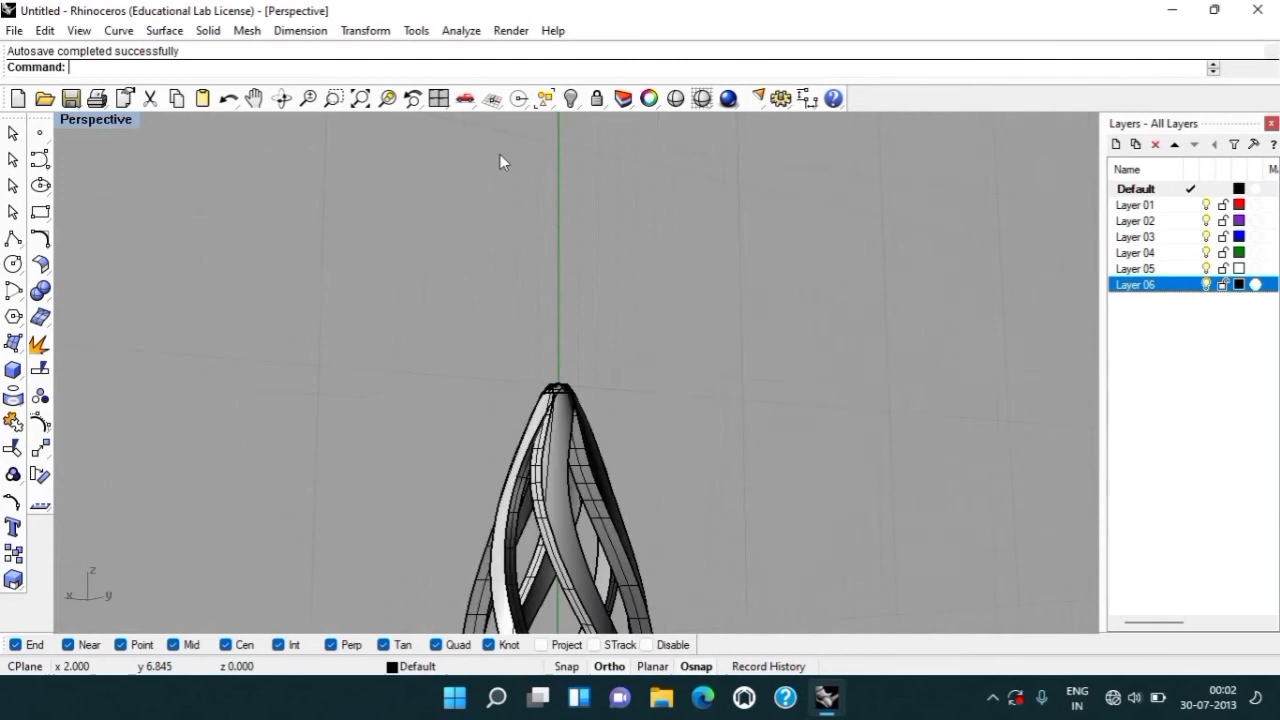 Untitled - Rhinoceros (Educational Lab License) - [Perspective]
File Edit View Curve Surface Solid Mesh Dimension Transform Tools Analyze Render Help
Autosave completed successfully
Command:
Perspective
Layers - All Layers
Name
Default
Layer 01
Layer 02
Layer 03
Layer 04
Layer 05
Layer 06
z
x y
End Near Point Mid Cen Int Perp Tan Quad Knot Project STrack Disable
CPlane x 2.000 y 6.845 z 0.000 Default Snap Ortho Planar Osnap Record History
ENG
IN
00:02
30-07-2013